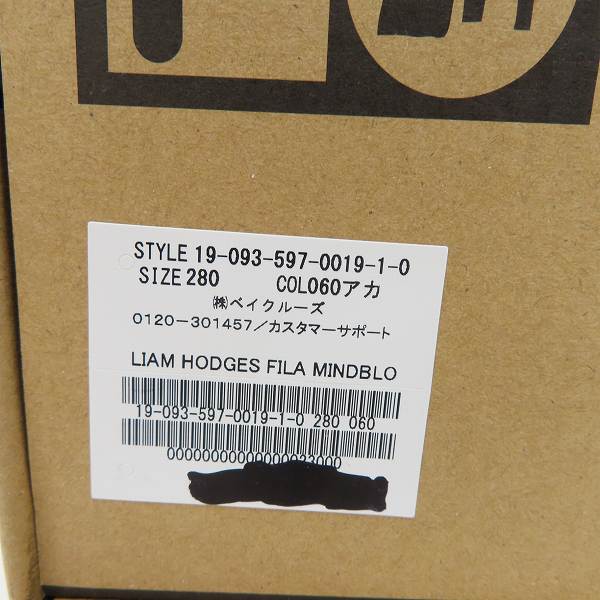 STYLE 19-093-597-0019-1-0
SIZE 280 COL060アカ
㈱ベイクルーズ
0120-301457/カスタマーサポート
LIAM HODGES FILA MINDBLO
19-093-597-0019-1-0 280 060